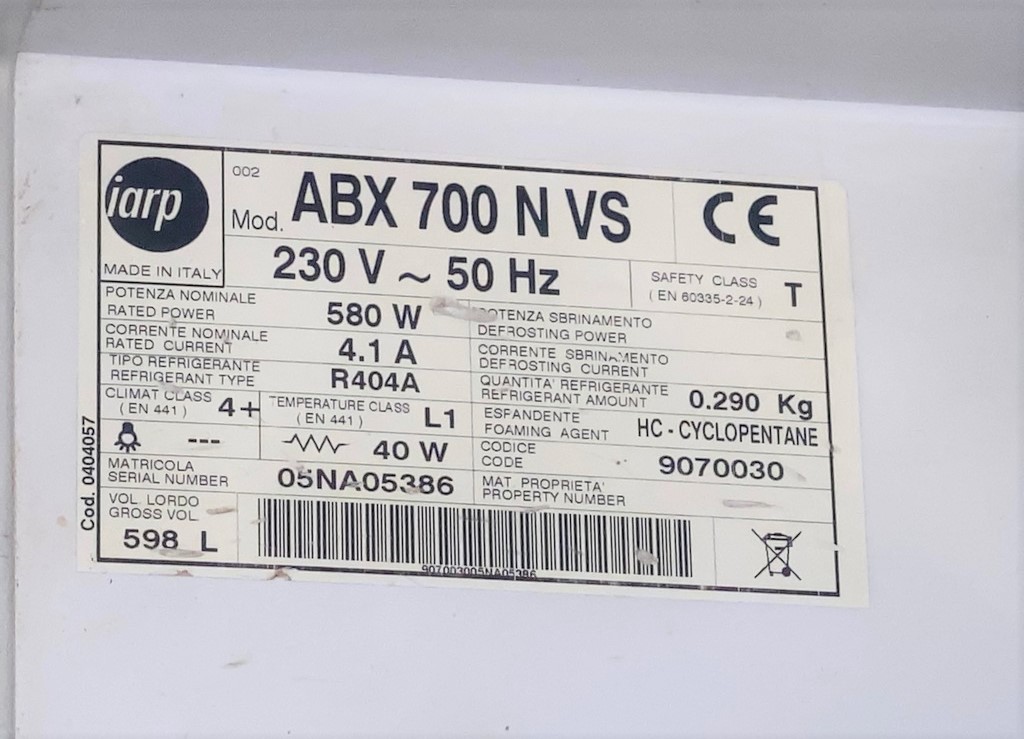 iarp
MADE IN ITALY
002
Mod. ABX 700 N VS
CE
230 V ~ 50 Hz
SAFETY CLASS
(EN 60335-2-24) T
POTENZA NOMINALE
RATED POWER 580 W
POTENZA SBRINAMENTO
DEFROSTING POWER
CORRENTE NOMINALE
RATED CURRENT 4.1 A
CORRENTE SBRINAMENTO
DEFROSTING CURRENT
TIPO REFRIGERANTE
REFRIGERANT TYPE R404A
QUANTITA' REFRIGERANTE
REFRIGERANT AMOUNT 0.290 Kg
CLIMAT CLASS
(EN 441) 4+
TEMPERATURE CLASS
(EN 441) L1
ESPANDENTE
FOAMING AGENT HC - CYCLOPENTANE
---
40 W
CODICE
CODE 9070030
MATRICOLA
SERIAL NUMBER 05NA05386
MAT. PROPRIETA'
PROPERTY NUMBER
VOL. LORDO
GROSS VOL.
598 L
907003005NA05386
Cod. 0404057